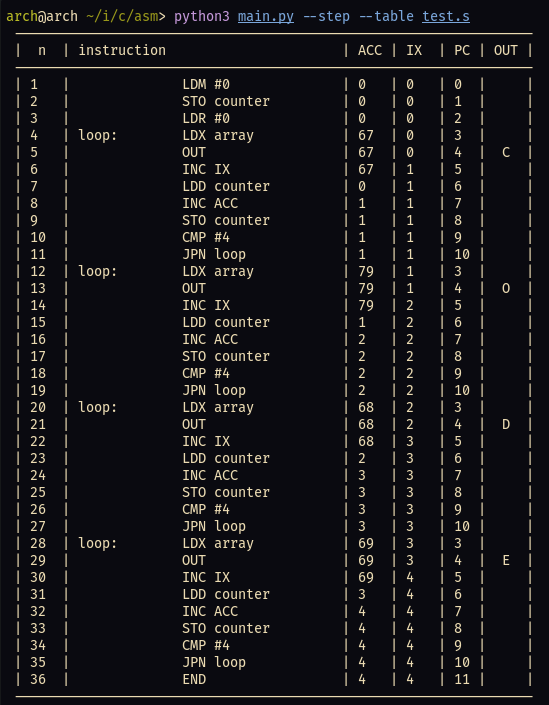 arch@arch ~/i/c/asm> python3 main.py --step --table test.s
| n | instruction | ACC | IX | PC | OUT |
| 1 | LDM #0 | 0 | 0 | 0 | |
| 2 | STO counter | 0 | 0 | 1 | |
| 3 | LDR #0 | 0 | 0 | 2 | |
| 4 | loop: LDX array | 67 | 0 | 3 | |
| 5 | OUT | 67 | 0 | 4 | C |
| 6 | INC IX | 67 | 1 | 5 | |
| 7 | LDD counter | 0 | 1 | 6 | |
| 8 | INC ACC | 1 | 1 | 7 | |
| 9 | STO counter | 1 | 1 | 8 | |
| 10 | CMP #4 | 1 | 1 | 9 | |
| 11 | JPN loop | 1 | 1 | 10 | |
| 12 | loop: LDX array | 79 | 1 | 3 | |
| 13 | OUT | 79 | 1 | 4 | O |
| 14 | INC IX | 79 | 2 | 5 | |
| 15 | LDD counter | 1 | 2 | 6 | |
| 16 | INC ACC | 2 | 2 | 7 | |
| 17 | STO counter | 2 | 2 | 8 | |
| 18 | CMP #4 | 2 | 2 | 9 | |
| 19 | JPN loop | 2 | 2 | 10 | |
| 20 | loop: LDX array | 68 | 2 | 3 | |
| 21 | OUT | 68 | 2 | 4 | D |
| 22 | INC IX | 68 | 3 | 5 | |
| 23 | LDD counter | 2 | 3 | 6 | |
| 24 | INC ACC | 3 | 3 | 7 | |
| 25 | STO counter | 3 | 3 | 8 | |
| 26 | CMP #4 | 3 | 3 | 9 | |
| 27 | JPN loop | 3 | 3 | 10 | |
| 28 | loop: LDX array | 69 | 3 | 3 | |
| 29 | OUT | 69 | 3 | 4 | E |
| 30 | INC IX | 69 | 4 | 5 | |
| 31 | LDD counter | 3 | 4 | 6 | |
| 32 | INC ACC | 4 | 4 | 7 | |
| 33 | STO counter | 4 | 4 | 8 | |
| 34 | CMP #4 | 4 | 4 | 9 | |
| 35 | JPN loop | 4 | 4 | 10 | |
| 36 | END | 4 | 4 | 11 | |